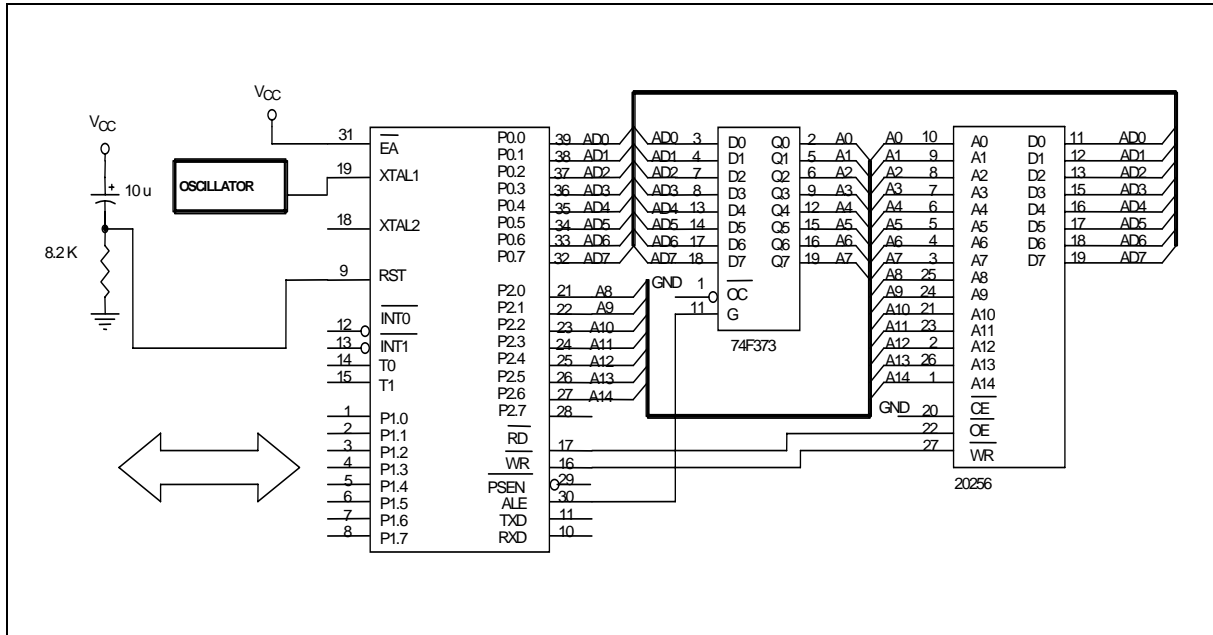 VCC
VCC
10 u
8.2 K
OSCILLATOR
31 EA P0.0 39 AD0
P0.1 38 AD1
19 XTAL1 P0.2 37 AD2
P0.3 36 AD3
P0.4 35 AD4
18 XTAL2 P0.5 34 AD5
P0.6 33 AD6
P0.7 32 AD7
9 RST
P2.0 21 A8
P2.1 22 A9
12 INT0 P2.2 23 A10
13 INT1 P2.3 24 A11
14 T0 P2.4 25 A12
15 T1 P2.5 26 A13
P2.6 27 A14
1 P1.0 P2.7 28
2 P1.1
3 P1.2 RD 17
4 P1.3 WR 16
5 P1.4 PSEN 29
6 P1.5 ALE 30
7 P1.6 TXD 11
8 P1.7 RXD 10
AD0 3 D0 Q0 2 A0
AD1 4 D1 Q1 5 A1
AD2 7 D2 Q2 6 A2
AD3 8 D3 Q3 9 A3
AD4 13 D4 Q4 12 A4
AD5 14 D5 Q5 15 A5
AD6 17 D6 Q6 16 A6
AD7 18 D7 Q7 19 A7
GND 1 OC
11 G
74F373
A0 10 A0 D0 11 AD0
A1 9 A1 D1 12 AD1
A2 8 A2 D2 13 AD2
A3 7 A3 D3 15 AD3
A4 6 A4 D4 16 AD4
A5 5 A5 D5 17 AD5
A6 4 A6 D6 18 AD6
A7 3 A7 D7 19 AD7
A8 25 A8
A9 24 A9
A10 21 A10
A11 23 A11
A12 2 A12
A13 26 A13
A14 1 A14
GND 20 CE
22 OE
27 WR
20256